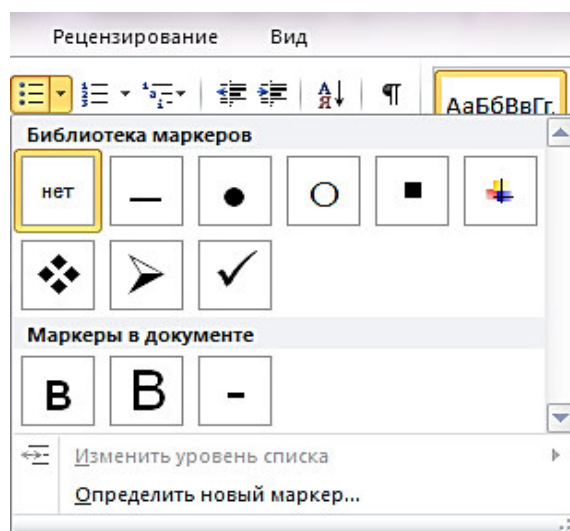 Рецензирование Вид
АаБбВвГг,
Библиотека маркеров
нет
Маркеры в документе
В В -
Изменить уровень списка
Определить новый маркер...